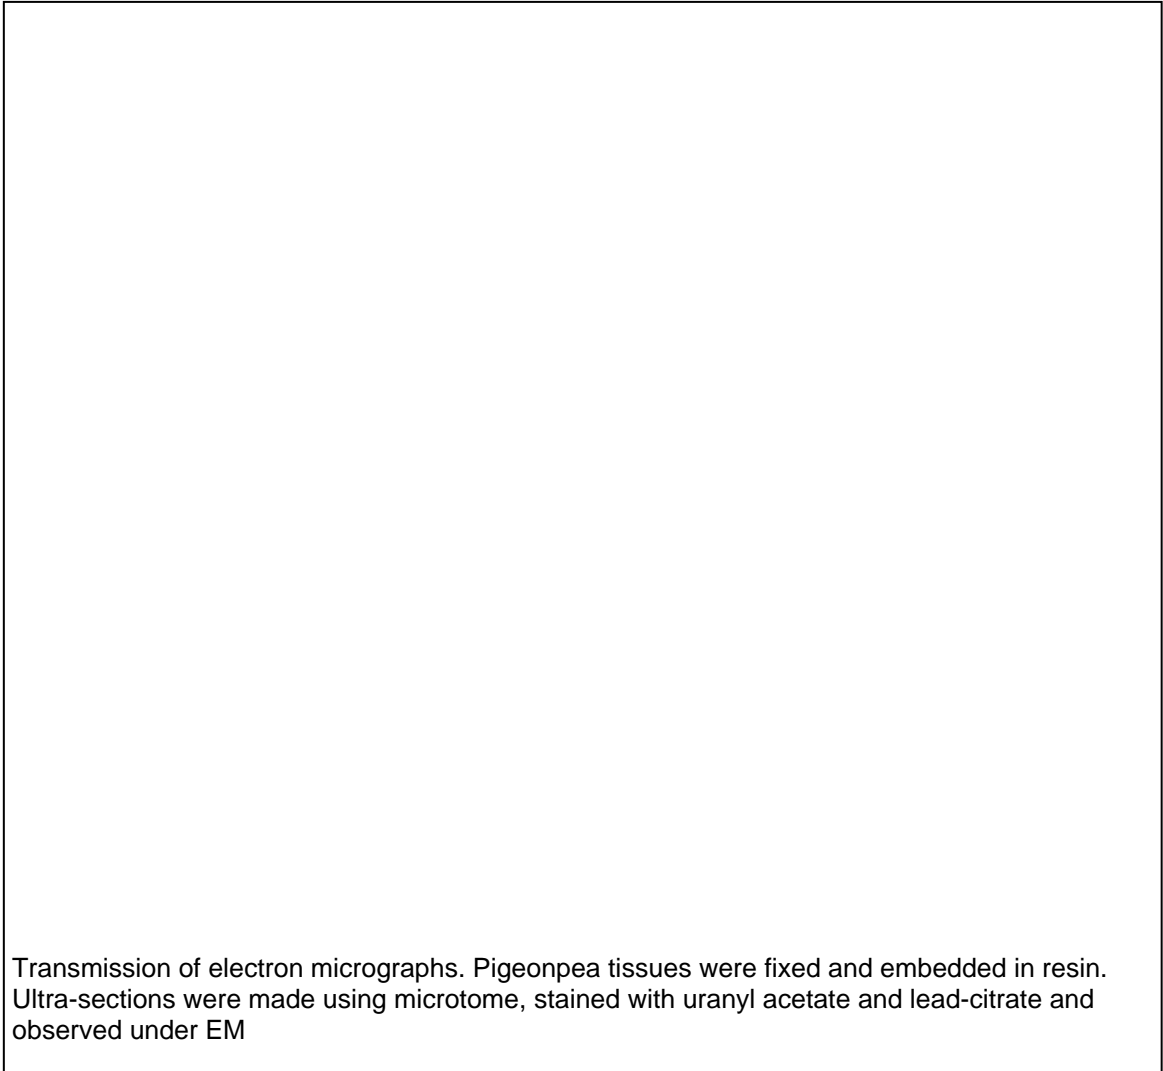 Transmission of electron micrographs. Pigeonpea tissues were fixed and embedded in resin.
Ultra-sections were made using microtome, stained with uranyl acetate and lead-citrate and
observed under EM